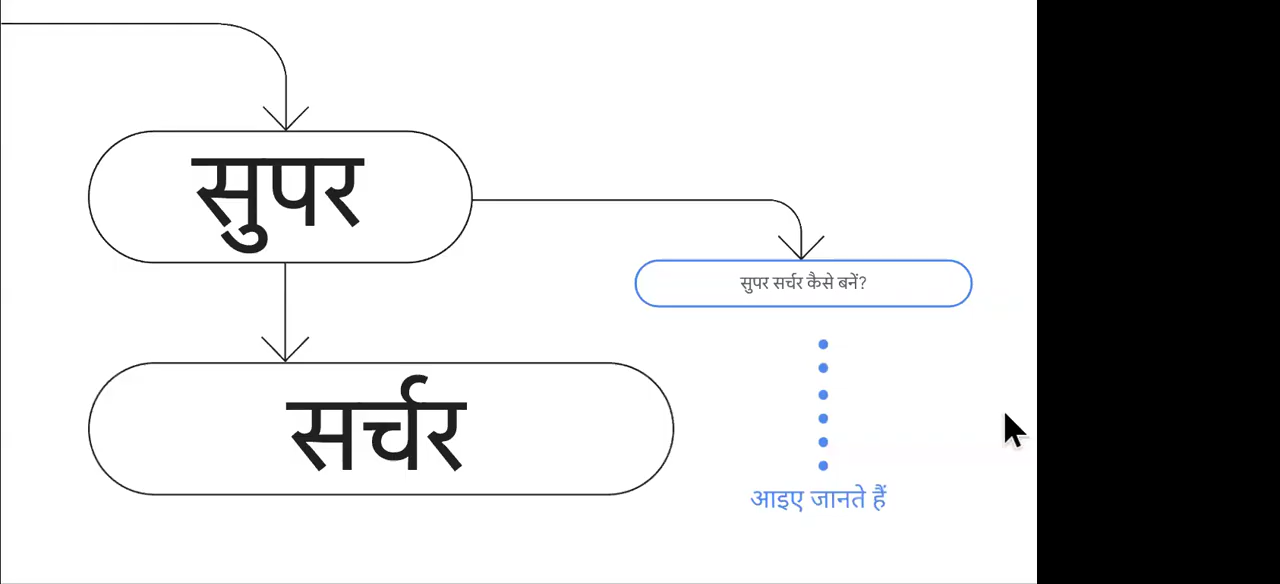 सुपर
सुपर सर्चर कैसे बनें?
सर्चर
आइए जानते हैं